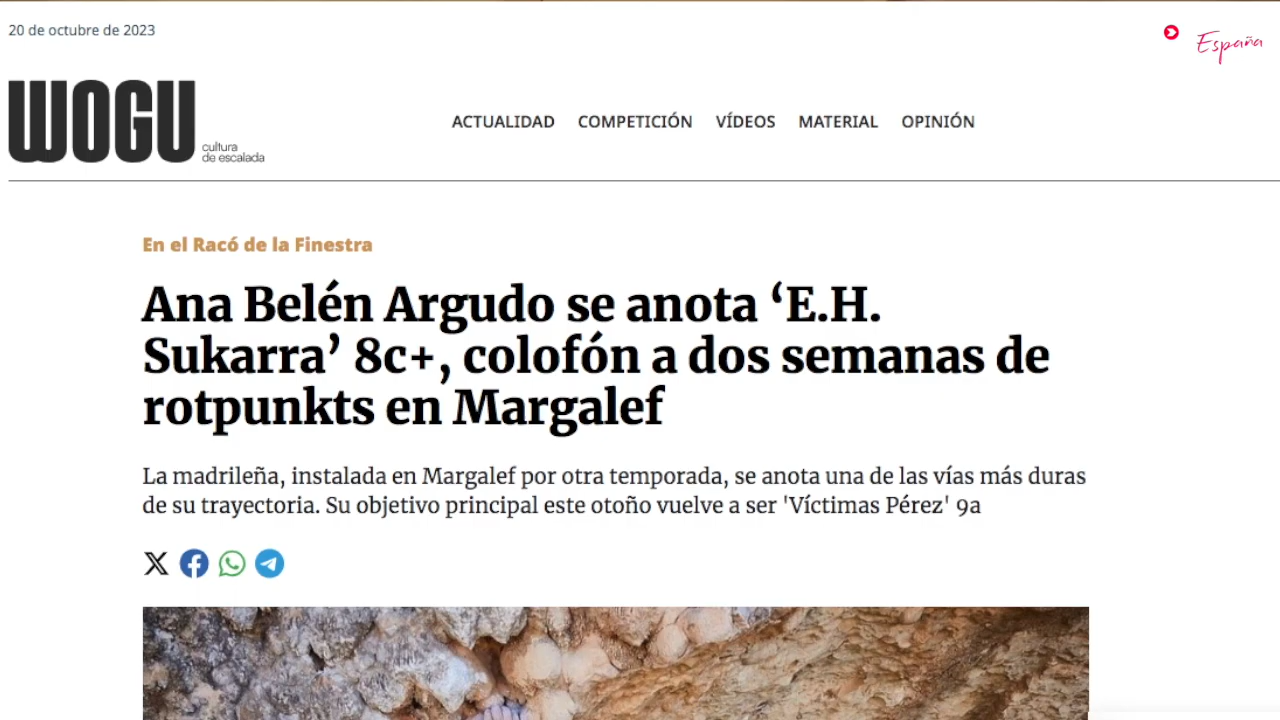 20 de octubre de 2023
España
WOGU
cultura
de escalada
ACTUALIDAD COMPETICIÓN VÍDEOS MATERIAL OPINIÓN
En el Racó de la Finestra
Ana Belén Argudo se anota ‘E.H.
Sukarra’ 8c+, colofón a dos semanas de
rotpunkts en Margalef
La madrileña, instalada en Margalef por otra temporada, se anota una de las vías más duras
de su trayectoria. Su objetivo principal este otoño vuelve a ser 'Víctimas Pérez' 9a